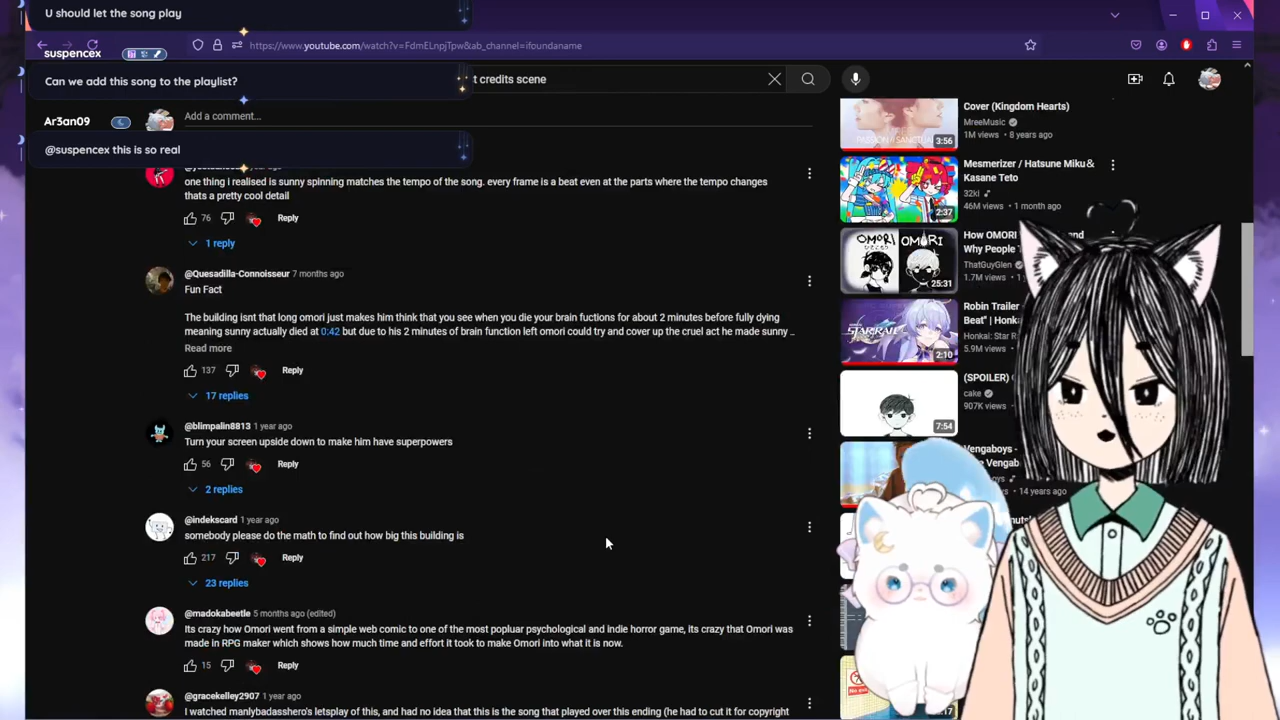 U should let the song play
suspencex
Can we add this song to the playlist?
Ar3an09
@suspencex this is so real
https://www.youtube.com/watch?v=FdmELnpjTpw&ab_channel=ifoundaname
t credits scene
Add a comment...
one thing I realised is sunny spinning matches the tempo of the song. every frame is a beat even at the parts where the tempo changes
thats a pretty cool detail
76
Reply
1 reply
@Quesadilla-Connoisseur 7 months ago
Fun Fact
The building isnt that long omori just makes him think that you see when you die your brain fuctions for about 2 minutes before fully dying
meaning sunny actually died at 0:42 but due to his 2 minutes of brain function left omori could try and cover up the cruel act he made sunny ..
Read more
137
Reply
17 replies
@blimpalin8813 1 year ago
Turn your screen upside down to make him have superpowers
56
Reply
2 replies
@indekscard 1 year ago
somebody please do the math to find out how big this building is
217
Reply
23 replies
@madokabeetle 5 months ago (edited)
Its crazy how Omori went from a simple web comic to one of the most popluar psychological and indie horror game, its crazy that Omori was
made in RPG maker which shows how much time and effort it took to make Omori into what it is now.
15
Reply
@gracekelley2907 1 year ago
I watched manlybadasshero's letsplay of this, and had no idea that this is the song that played over this ending (he had to cut it for copyright
Cover (Kingdom Hearts)
MreeMusic
1M views • 8 years ago
3:56
Mesmerizer / Hatsune Miku &
Kasane Teto
32ki
46M views • 1 month ago
2:37
How OMORI
and
Why People
ThatGuyGlen
1.7M views
OMORI
OMORI
25:31
Robin Trailer
Beat" | Honk
Honkai: Star R
5.9M views
STAR RAIL
2:10
(SPOILER)
cake
907K views
7:54
Vengaboys -
Vengab
14 years ago